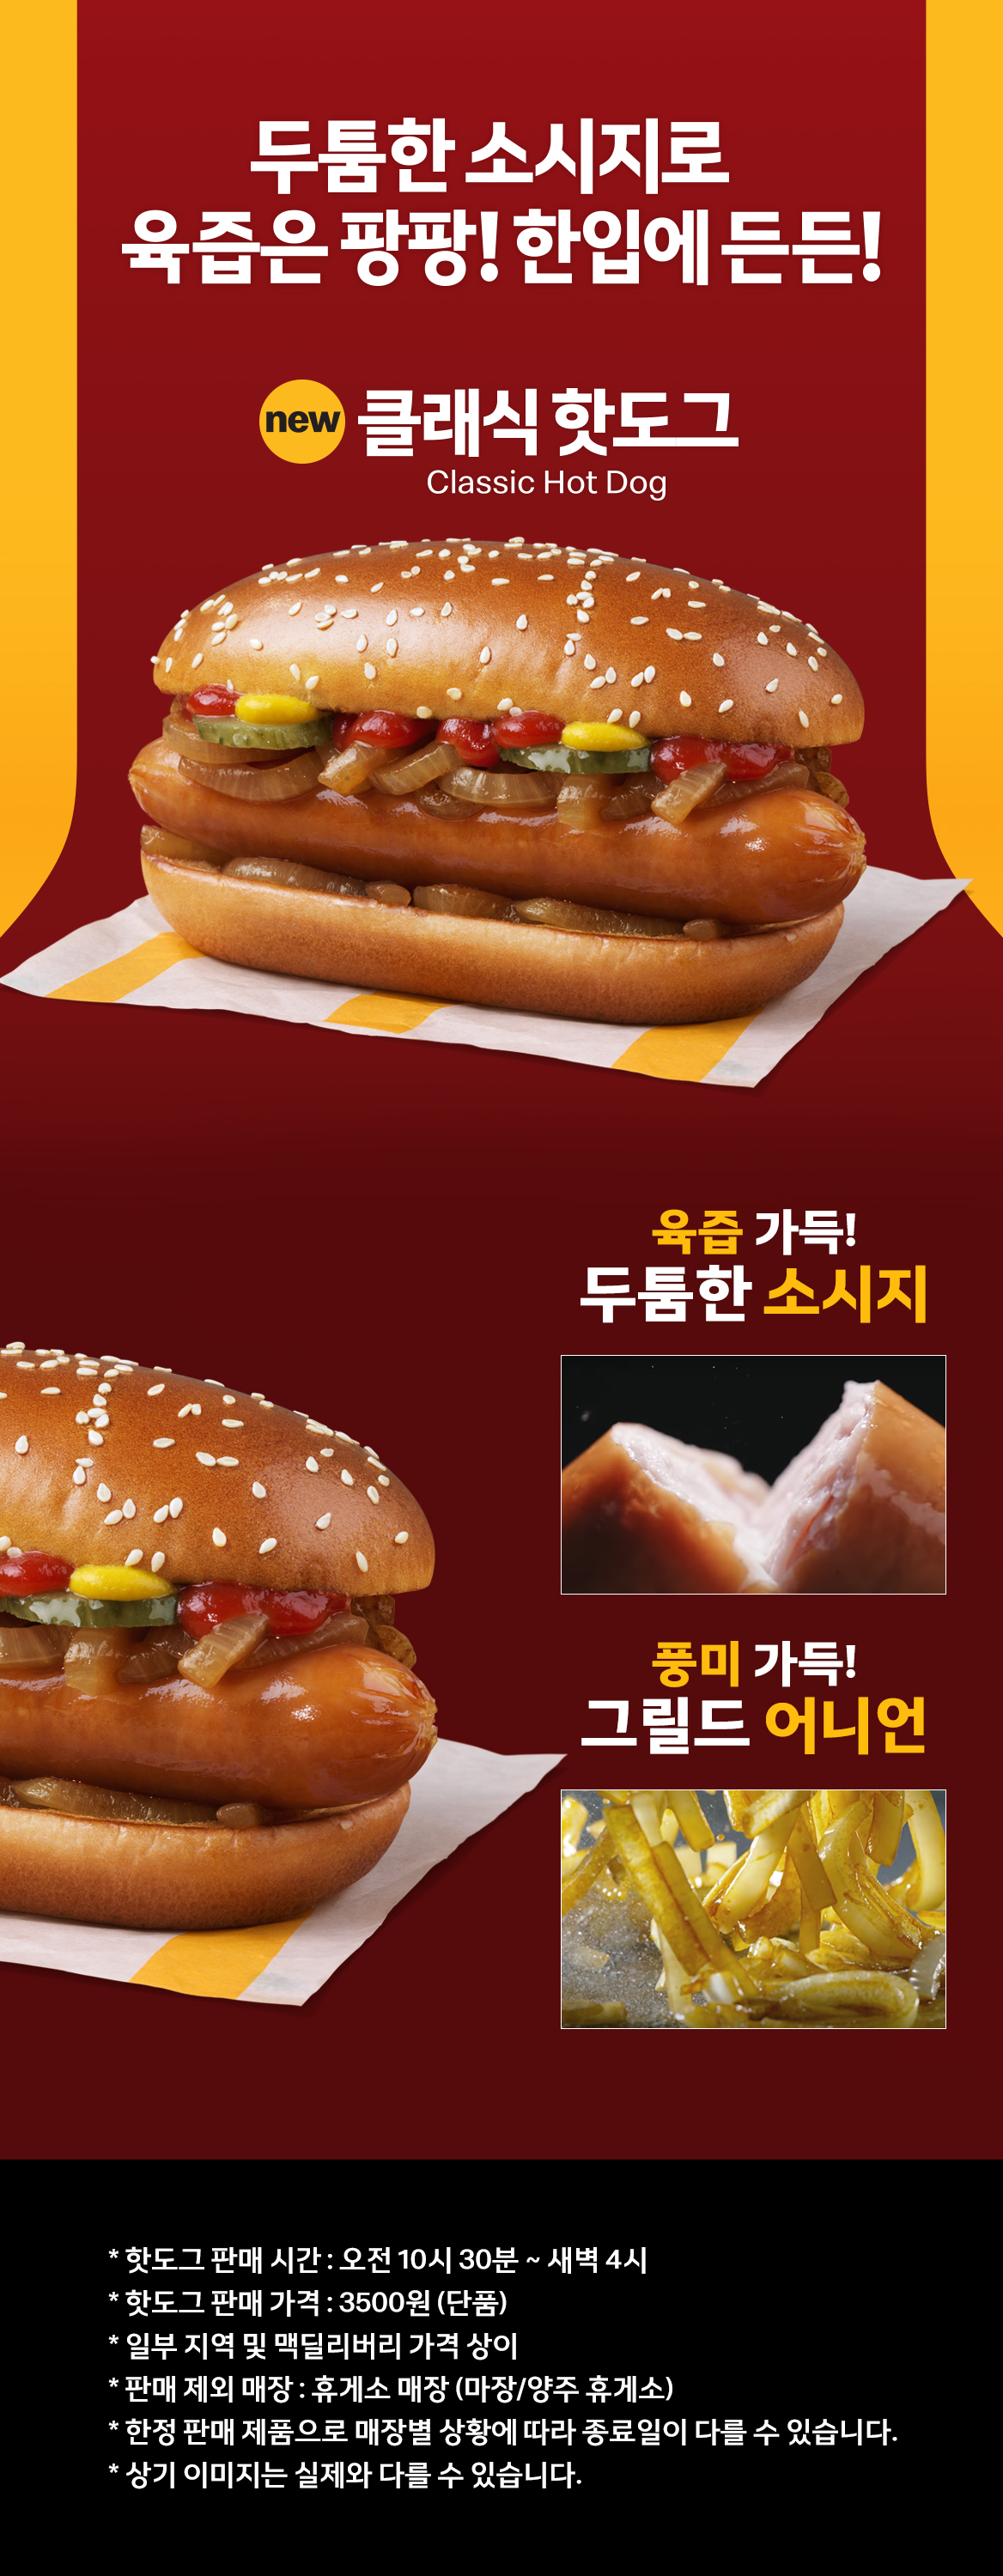 두툼한 소시지로
육즙은 팡팡! 한입에 든든!
new 클래식 핫도그
Classic Hot Dog
육즙 가득!
두툼한 소시지
풍미 가득!
그릴드 어니언
* 핫도그 판매 시간 : 오전 10시 30분 ~ 새벽 4시
* 핫도그 판매 가격 : 3500원 (단품)
* 일부 지역 및 맥딜리버리 가격 상이
* 판매 제외 매장 : 휴게소 매장 (마장/양주 휴게소)
* 한정 판매 제품으로 매장별 상황에 따라 종료일이 다를 수 있습니다.
* 상기 이미지는 실제와 다를 수 있습니다.